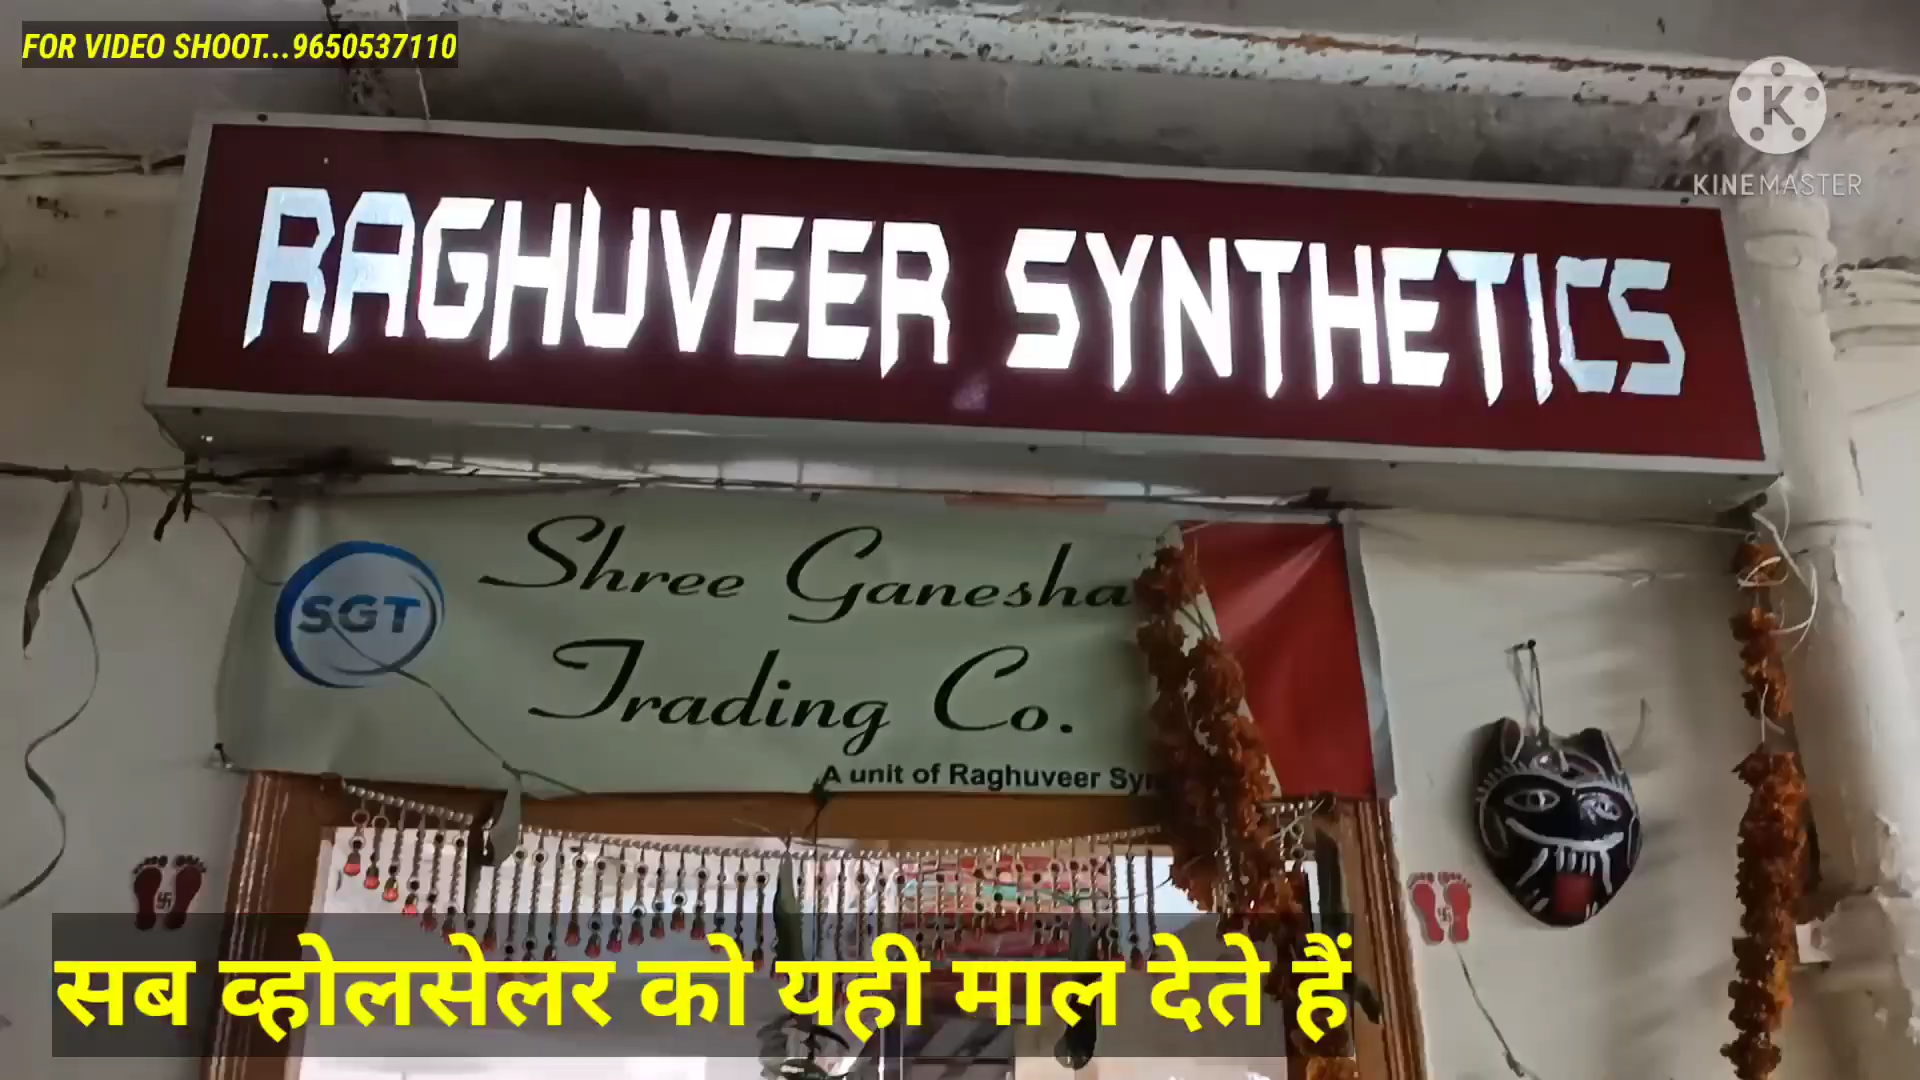 FOR VIDEO SHOOT...9650537110
K
KINEMASTER
RAGHUVEER SYNTHETICS
SGT
Shree Ganesha
Trading Co.
A unit of Raghuveer
सब व्होलसेलर को यही माल देते हैं